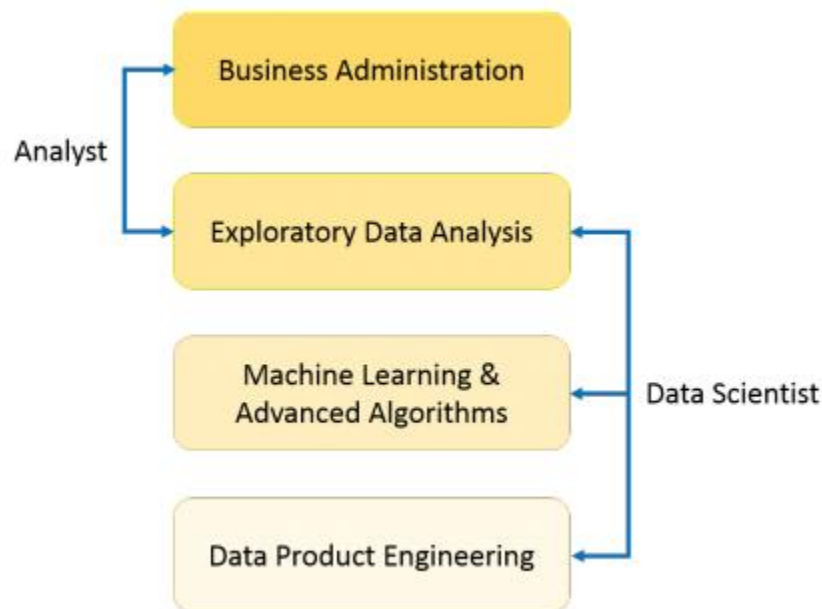 Business Administration
Analyst
Exploratory Data Analysis
Machine Learning &
Advanced Algorithms
Data Scientist
Data Product Engineering